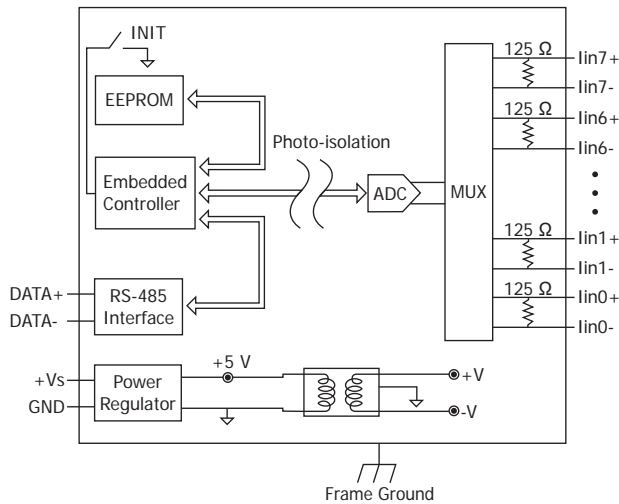 INIT
EEPROM
Photo-isolation
Embedded
Controller
ADC
MUX
125 Ω
Iin7+
Iin7-
125 Ω
Iin6+
Iin6-
125 Ω
Iin1+
Iin1-
125 Ω
Iin0+
Iin0-
DATA+
DATA-
RS-485
Interface
+Vs
GND
Power
Regulator
+5 V
+V
-V
Frame Ground